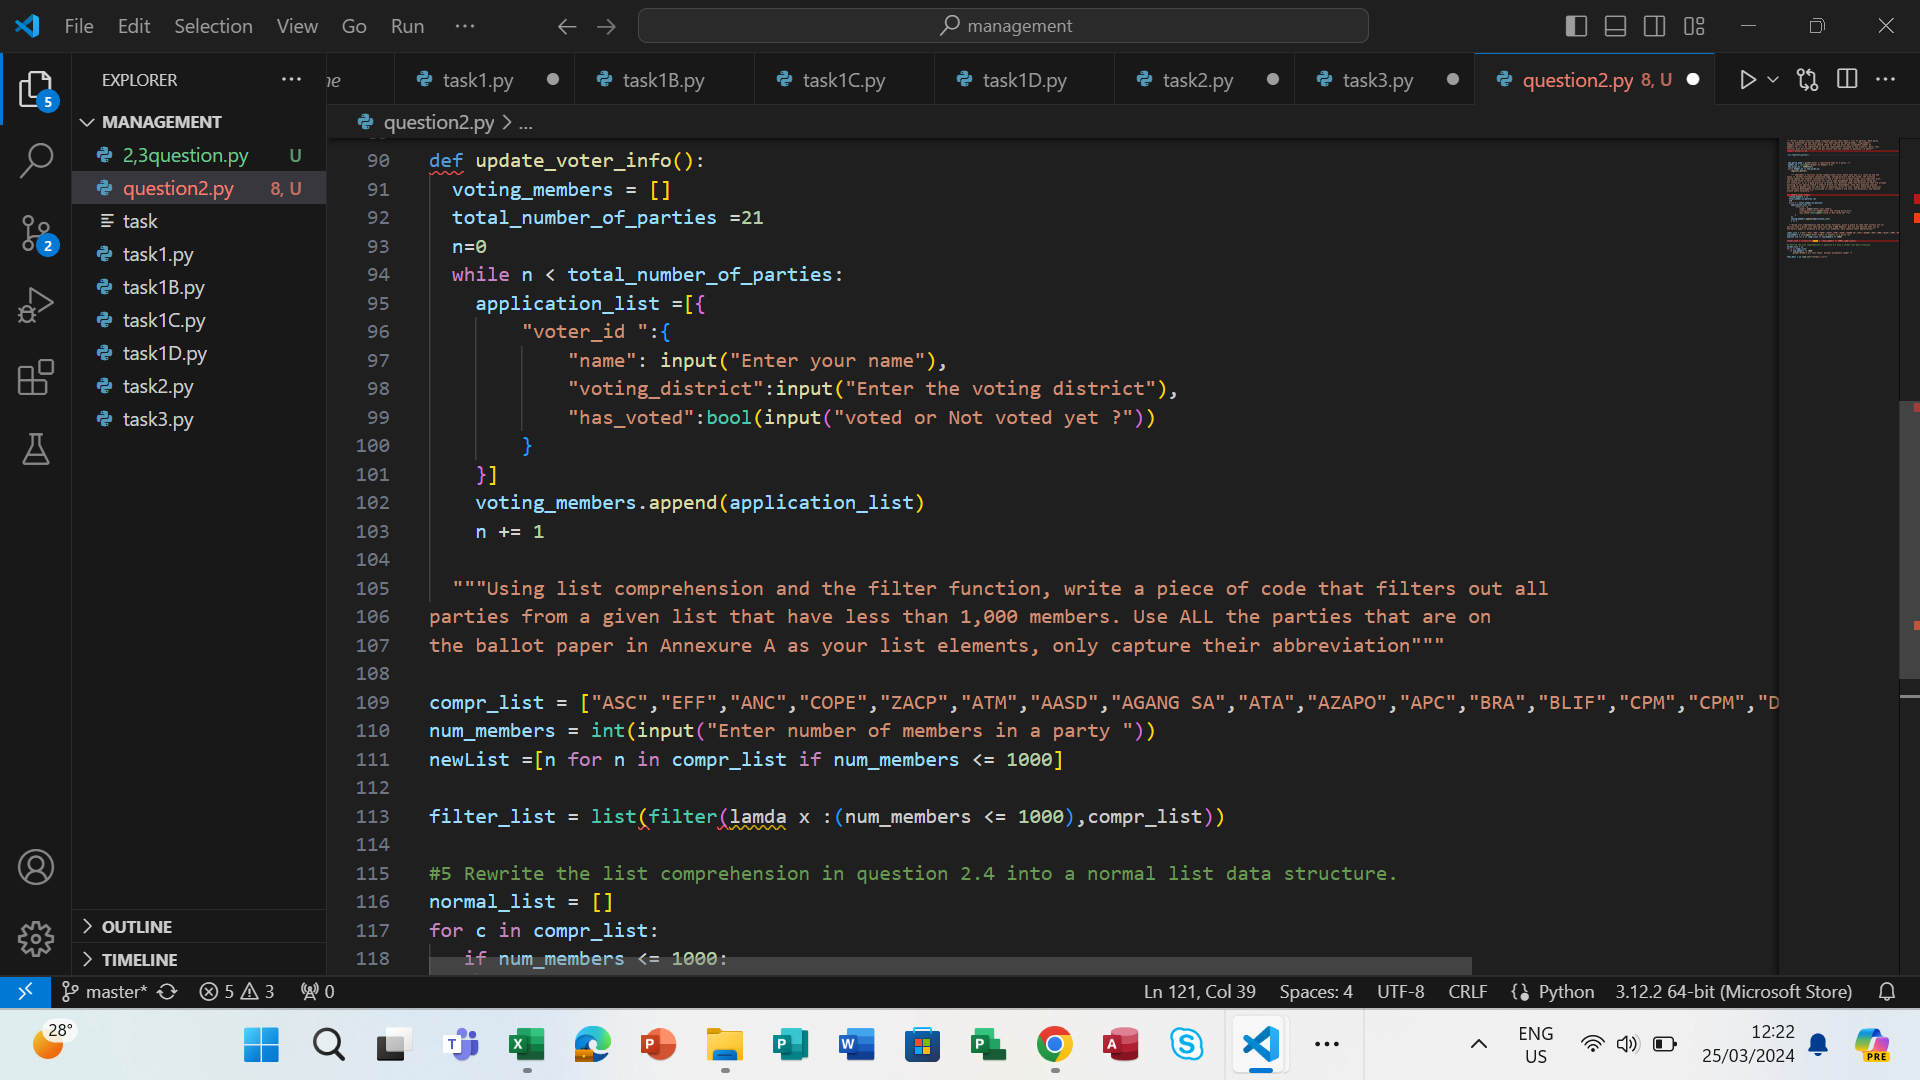 File Edit Selection View Go Run ··· management
EXPLORER ···
MANAGEMENT
2,3question.py U
question2.py 8, U
task
task1.py
task1B.py
task1C.py
task1D.py
task2.py
task3.py
OUTLINE
TIMELINE
5
2
ne task1.py task1B.py task1C.py task1D.py task2.py task3.py question2.py 8, U
question2.py > ...
90 def update_voter_info():
91 voting_members = []
92 total_number_of_parties =21
93 n=0
94 while n < total_number_of_parties:
95 application_list =[{
96 "voter_id ":{
97 "name": input("Enter your name"),
98 "voting_district":input("Enter the voting district"),
99 "has_voted":bool(input("voted or Not voted yet ?"))
100 }
101 }]
102 voting_members.append(application_list)
103 n += 1
104
105 """Using list comprehension and the filter function, write a piece of code that filters out all
106 parties from a given list that have less than 1,000 members. Use ALL the parties that are on
107 the ballot paper in Annexure A as your list elements, only capture their abbreviation"""
108
109 compr_list = ["ASC","EFF","ANC","COPE","ZACP","ATM","AASD","AGANG SA","ATA","AZAPO","APC","BRA","BLIF","CPM","CPM","D
110 num_members = int(input("Enter number of members in a party "))
111 newList =[n for n in compr_list if num_members <= 1000]
112
113 filter_list = list(filter(lamda x :(num_members <= 1000),compr_list))
114
115 #5 Rewrite the list comprehension in question 2.4 into a normal list data structure.
116 normal_list = []
117 for c in compr_list:
118 if num_members <= 1000:
master* 5 3 0 Ln 121, Col 39 Spaces: 4 UTF-8 CRLF Python 3.12.2 64-bit (Microsoft Store)
28° ENG US 12:22 25/03/2024 PRE